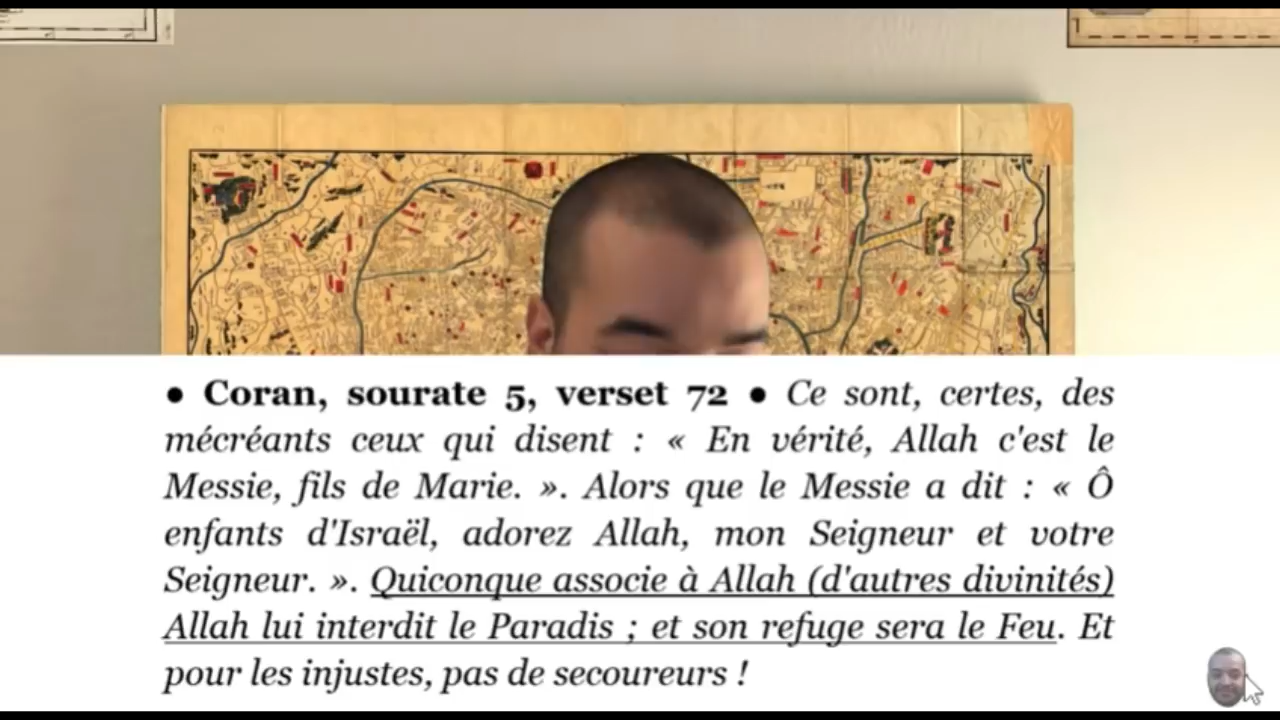 ● Coran, sourate 5, verset 72 ● Ce sont, certes, des
mécréants ceux qui disent : « En vérité, Allah c'est le
Messie, fils de Marie. ». Alors que le Messie a dit : « Ô
enfants d'Israël, adorez Allah, mon Seigneur et votre
Seigneur. ». Quiconque associe à Allah (d'autres divinités)
Allah lui interdit le Paradis ; et son refuge sera le Feu. Et
pour les injustes, pas de secoureurs !